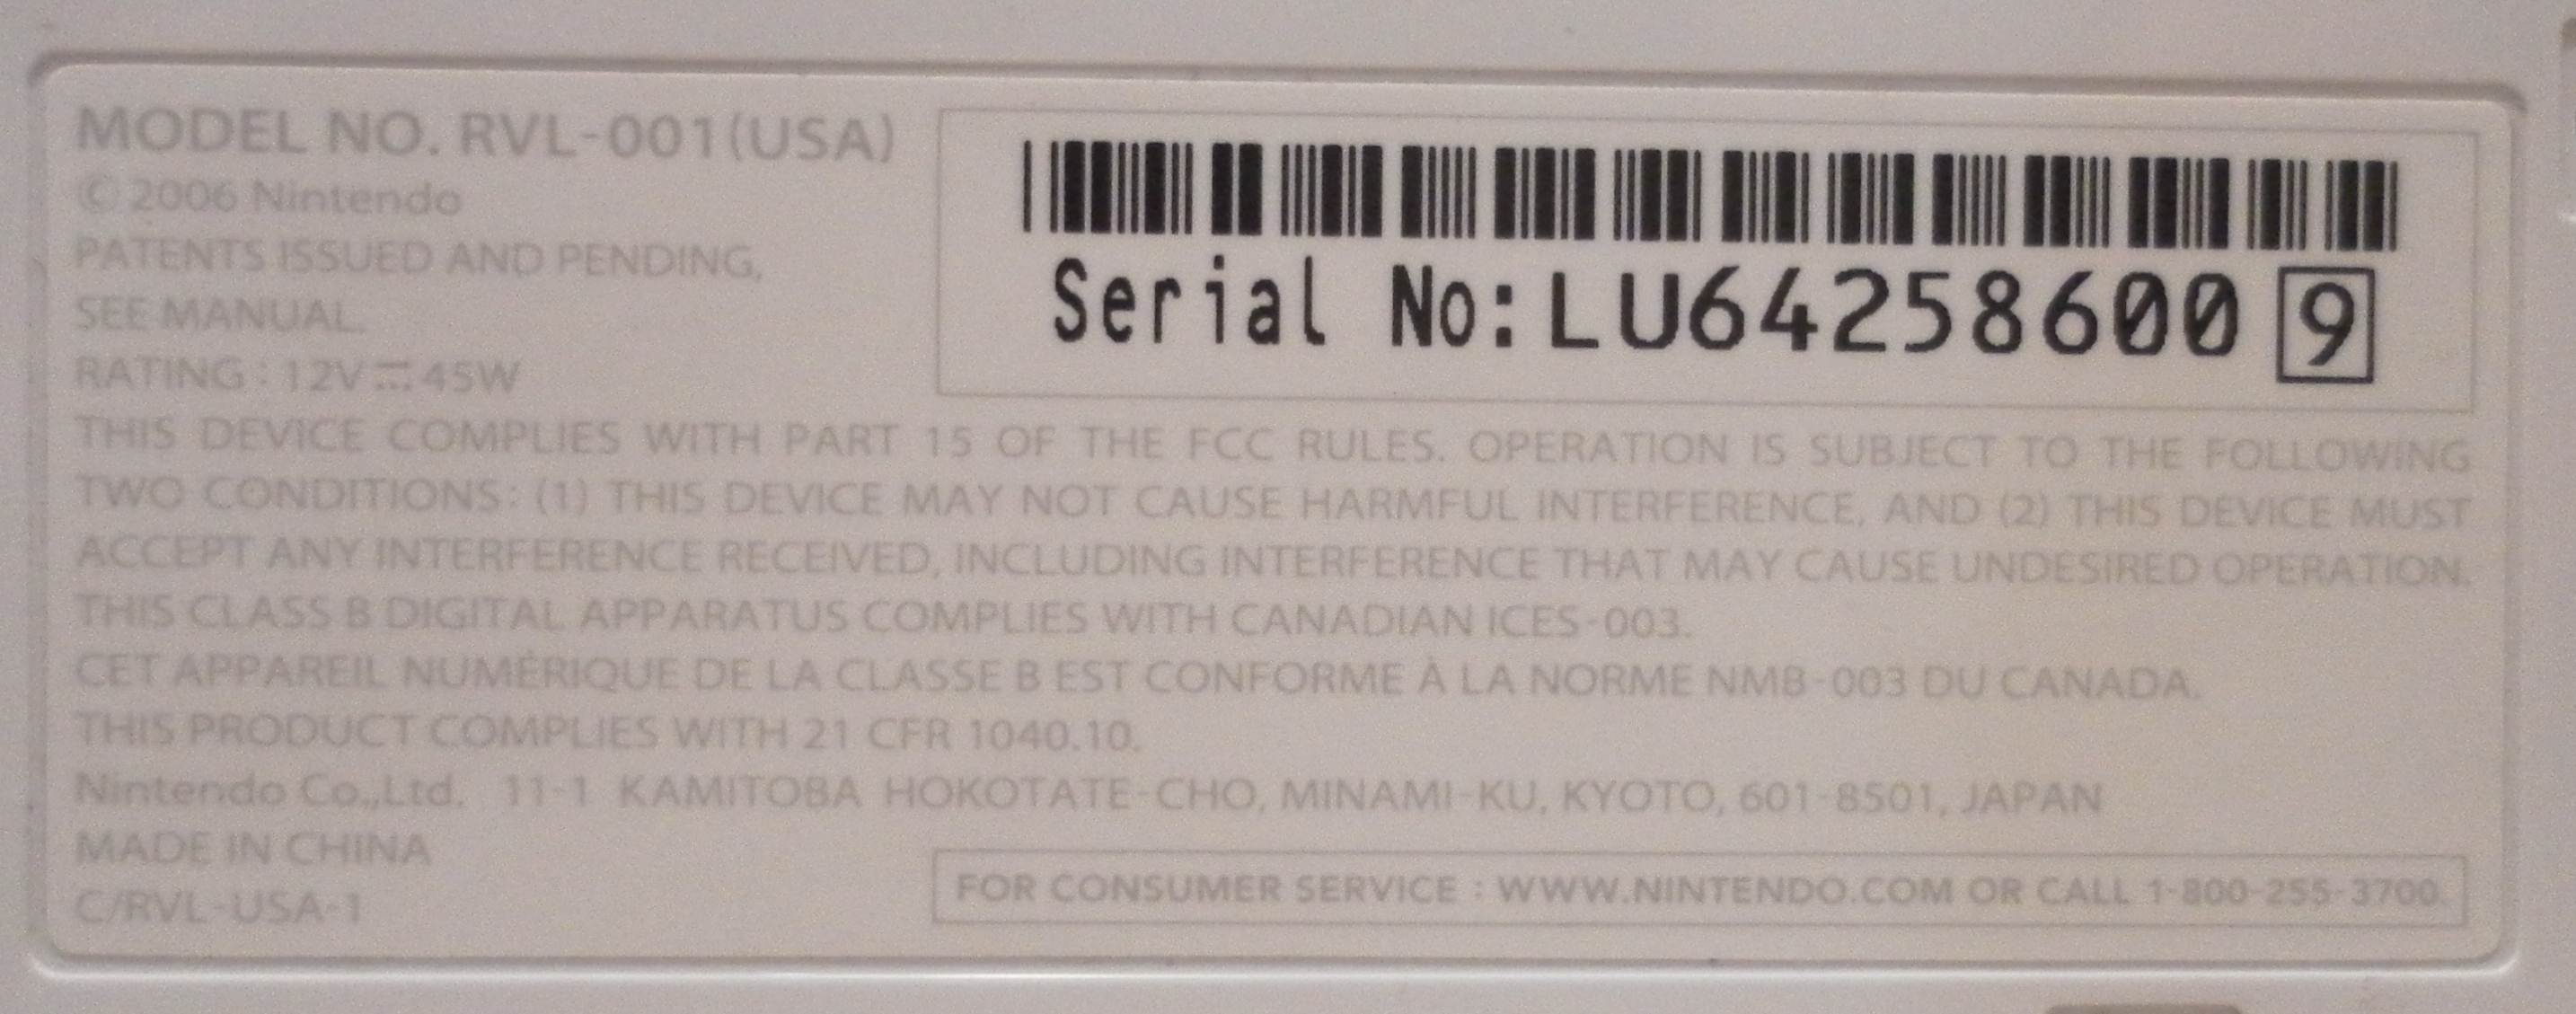 MODEL NO. RVL-001(USA)
© 2006 Nintendo
PATENTS ISSUED AND PENDING,
SEE MANUAL.
RATING : 12V⎓45W
Serial No:LU642586009
THIS DEVICE COMPLIES WITH PART 15 OF THE FCC RULES. OPERATION IS SUBJECT TO THE FOLLOWING
TWO CONDITIONS: (1) THIS DEVICE MAY NOT CAUSE HARMFUL INTERFERENCE, AND (2) THIS DEVICE MUST
ACCEPT ANY INTERFERENCE RECEIVED, INCLUDING INTERFERENCE THAT MAY CAUSE UNDESIRED OPERATION.
THIS CLASS B DIGITAL APPARATUS COMPLIES WITH CANADIAN ICES-003.
CET APPAREIL NUMÉRIQUE DE LA CLASSE B EST CONFORME À LA NORME NMB-003 DU CANADA.
THIS PRODUCT COMPLIES WITH 21 CFR 1040.10.
Nintendo Co.,Ltd. 11-1 KAMITOBA HOKOTATE-CHO, MINAMI-KU, KYOTO, 601-8501, JAPAN
MADE IN CHINA
C/RVL-USA-1
FOR CONSUMER SERVICE : WWW.NINTENDO.COM OR CALL 1-800-255-3700.